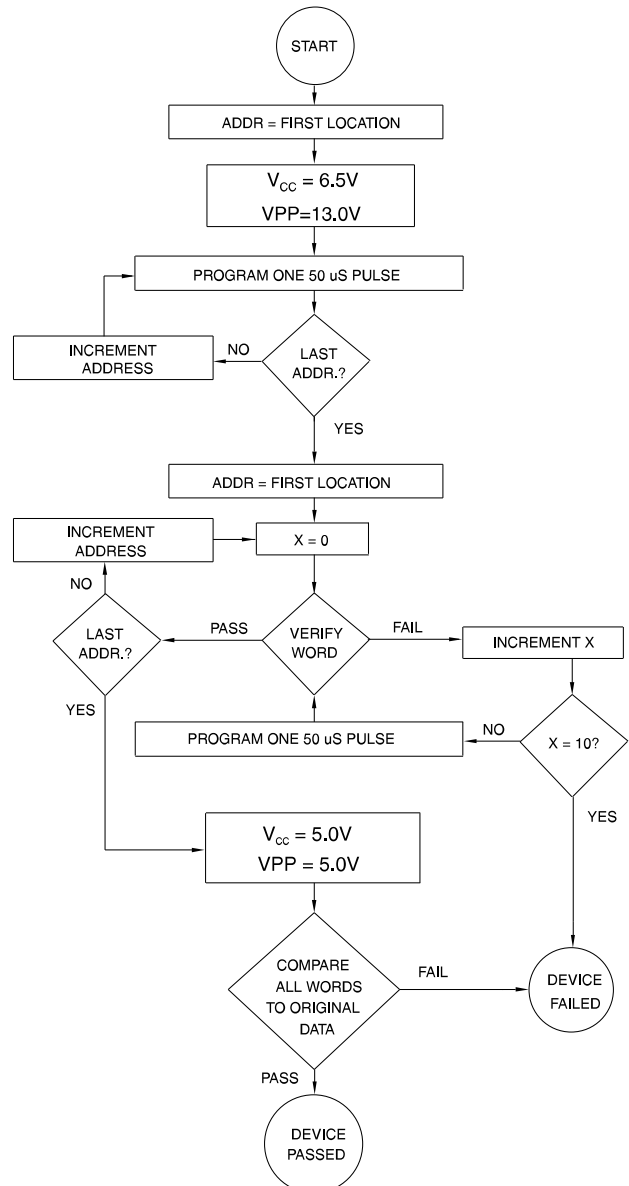 START
ADDR = FIRST LOCATION
VCC = 6.5V
VPP=13.0V
PROGRAM ONE 50 uS PULSE
INCREMENT
ADDRESS
NO
LAST
ADDR.?
YES
ADDR = FIRST LOCATION
INCREMENT
ADDRESS
X = 0
NO
LAST
ADDR.?
PASS
VERIFY
WORD
FAIL
INCREMENT X
YES
PROGRAM ONE 50 uS PULSE
NO
X = 10?
YES
VCC = 5.0V
VPP = 5.0V
COMPARE
ALL WORDS
TO ORIGINAL
DATA
FAIL
DEVICE
FAILED
PASS
DEVICE
PASSED